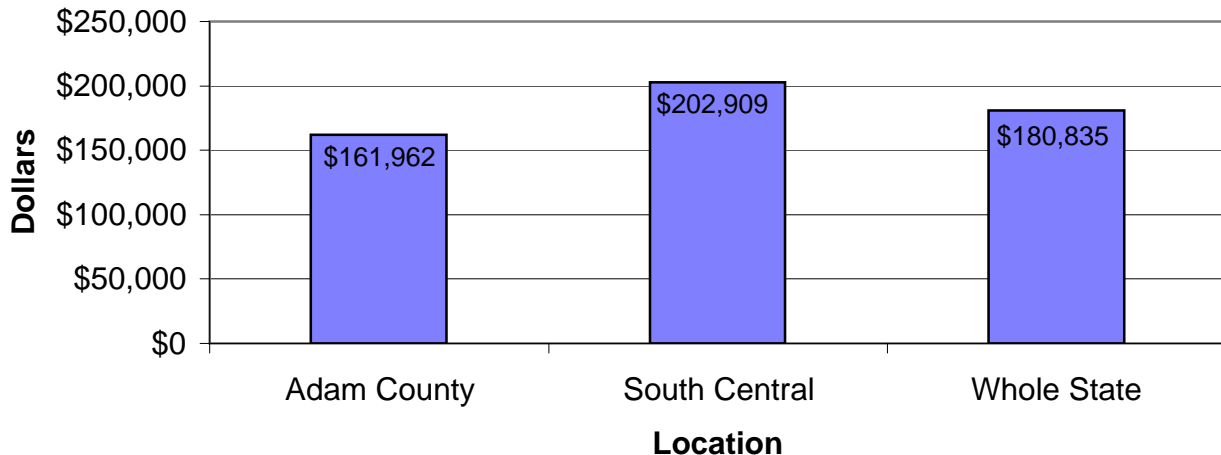 $250,000
$200,000
$150,000
$100,000
$50,000
$0
Dollars
$161,962
$202,909
$180,835
Adam County
South Central
Whole State
Location